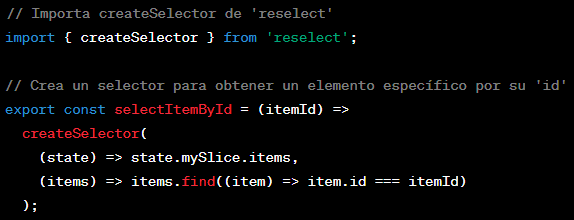 // Importa createSelector de 'reselect'
import { createSelector } from 'reselect';
// Crea un selector para obtener un elemento específico por su 'id'
export const selectItemById = (itemId) =>
createSelector(
(state) => state.mySlice.items,
(items) => items.find((item) => item.id === itemId)
);